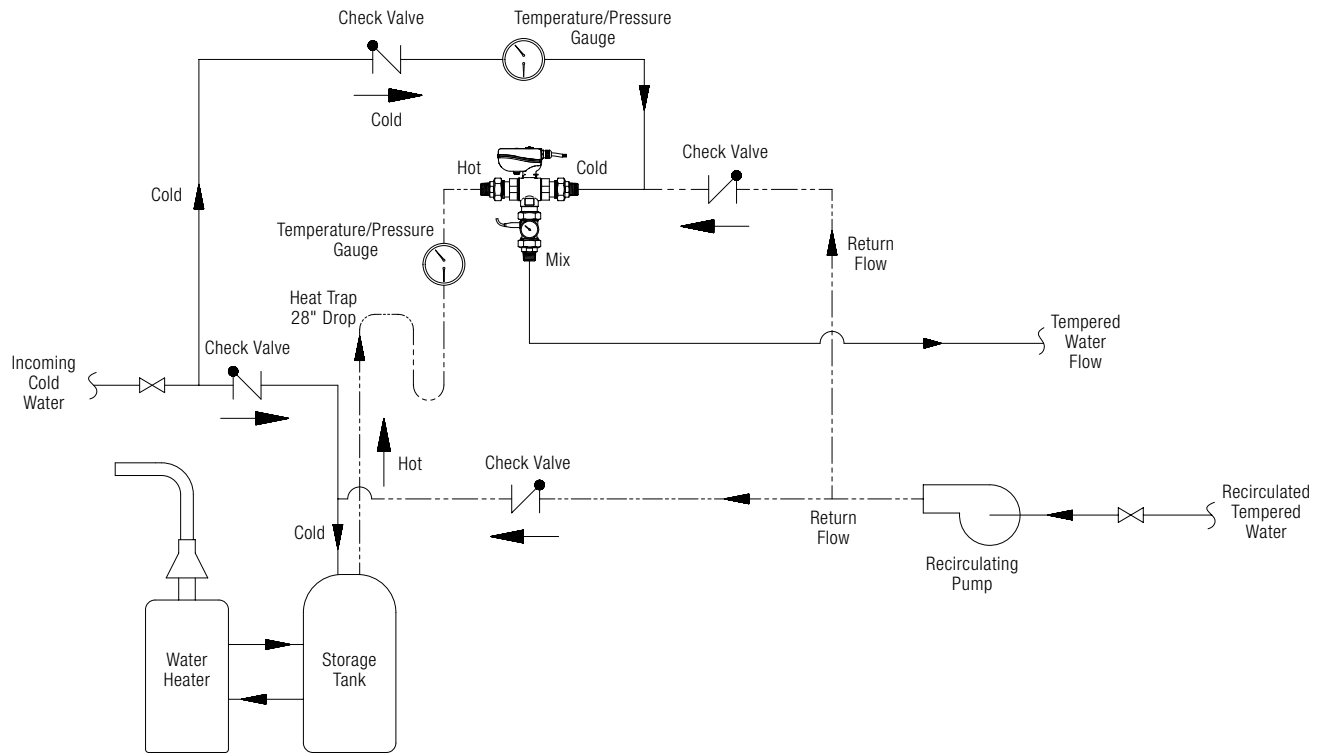 Check Valve
Temperature/Pressure
Gauge
Cold
Hot
Cold
Check Valve
Cold
Temperature/Pressure
Gauge
Mix
Return
Flow
Heat Trap
28" Drop
Tempered
Water
Flow
Check Valve
Incoming
Cold
Water
Hot
Check Valve
Cold
Return
Flow
Recirculated
Tempered
Water
Recirculating
Pump
Water
Heater
Storage
Tank